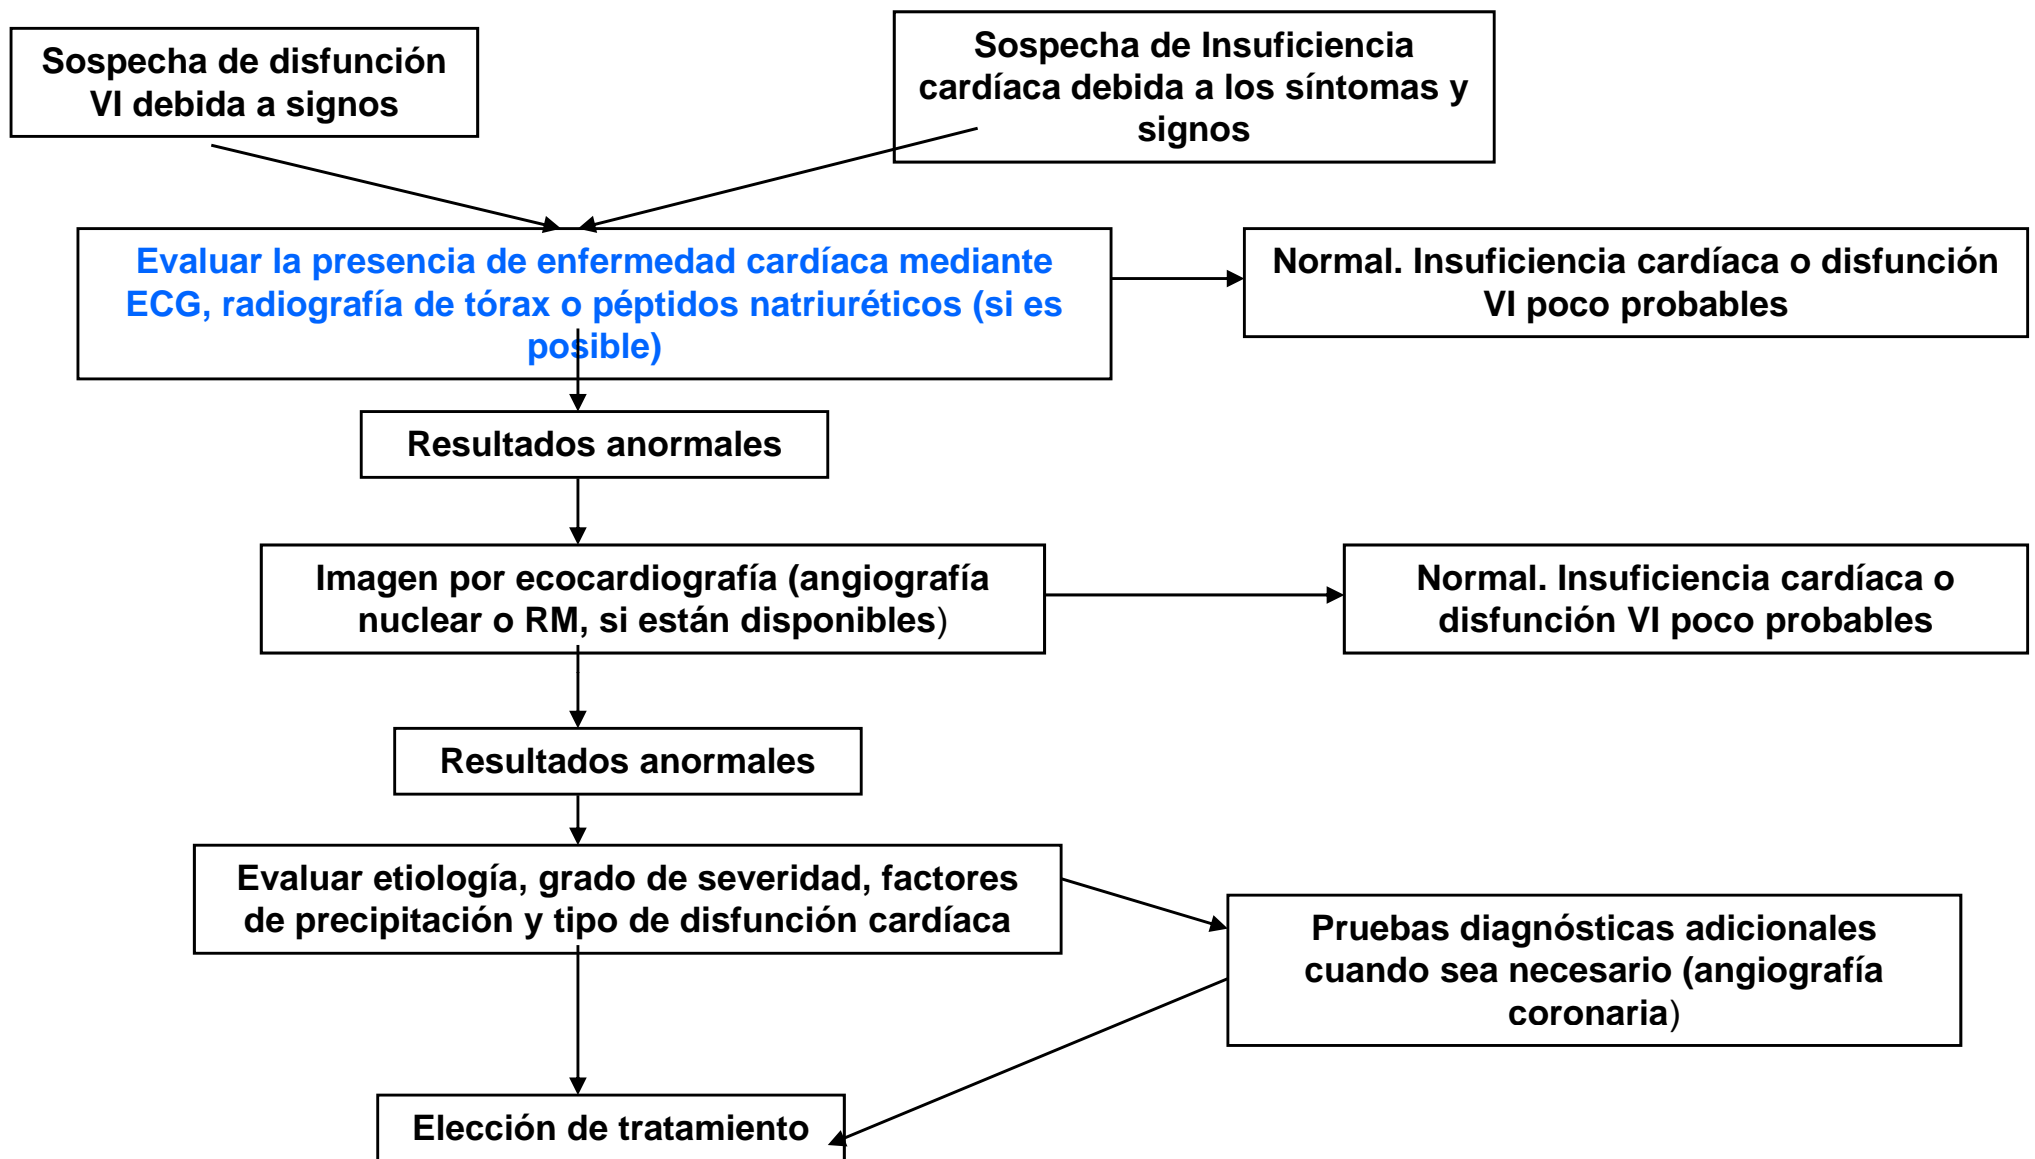 Sospecha de disfunción
VI debida a signos
Sospecha de Insuficiencia
cardíaca debida a los síntomas y
signos
Evaluar la presencia de enfermedad cardíaca mediante
ECG, radiografía de tórax o péptidos natriuréticos (si es
posible)
Normal. Insuficiencia cardíaca o disfunción
VI poco probables
Resultados anormales
Imagen por ecocardiografía (angiografía
nuclear o RM, si están disponibles)
Normal. Insuficiencia cardíaca o
disfunción VI poco probables
Resultados anormales
Evaluar etiología, grado de severidad, factores
de precipitación y tipo de disfunción cardíaca
Pruebas diagnósticas adicionales
cuando sea necesario (angiografía
coronaria)
Elección de tratamiento